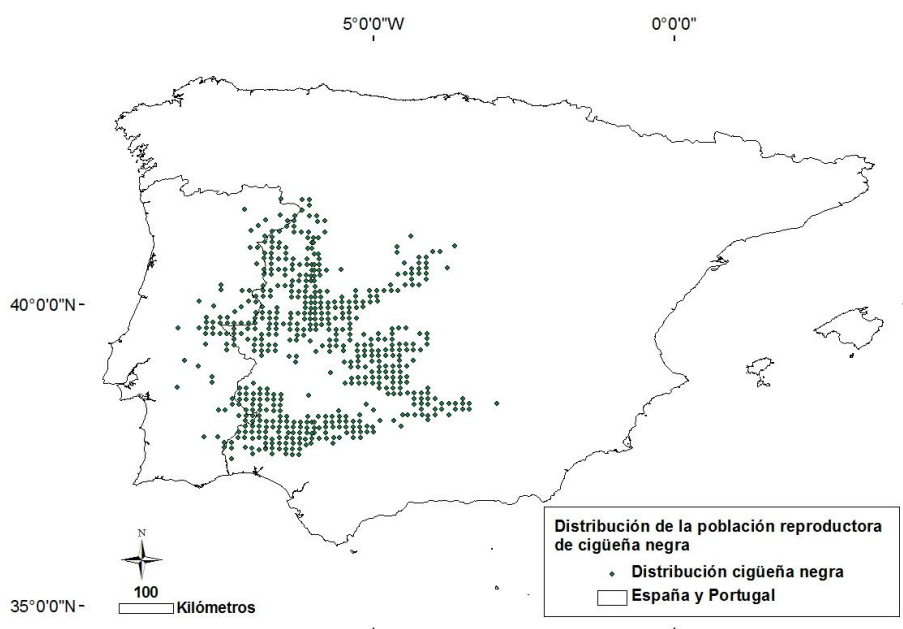 5°0'0"W
0°0'0"
40°0'0"N
35°0'0"N
N
100
Kilómetros
Distribución de la población reproductora
de cigüeña negra
Distribución cigüeña negra
España y Portugal